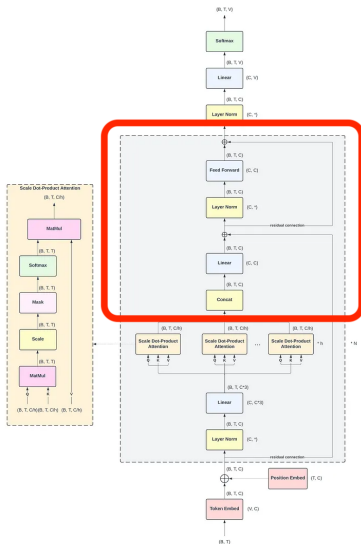 (B, T, V)
Softmax
(B, T, V)
Linear (C, V)
(B, T, C)
Layer Norm (C, *)
(B, T, C)
Feed Forward (C, C)
(B, T, C)
Layer Norm (C, *)
residual connection
(B, T, C)
Linear (C, C)
(B, T, C)
Concat
(B, T, C/h) (B, T, C/h) (B, T, C/h)
Scale Dot-Product Attention
Scale Dot-Product Attention
...
Scale Dot-Product Attention
* h
* N
Q K V
Q K V
Q K V
(B, T, C*3)
Linear (C, C*3)
(B, T, C)
Layer Norm (C, *)
residual connection
(B, T, C)
Position Embed (T, C)
(B, T, C)
Token Embed (V, C)
(B, T)
Scale Dot-Product Attention
(B, T, C/h)
MatMul
(B, T, T)
Softmax
(B, T, T)
Mask
(B, T, T)
Scale
(B, T, T)
MatMul
Q K V
(B, T, C/h)(B, T, C/h) (B, T, C/h)